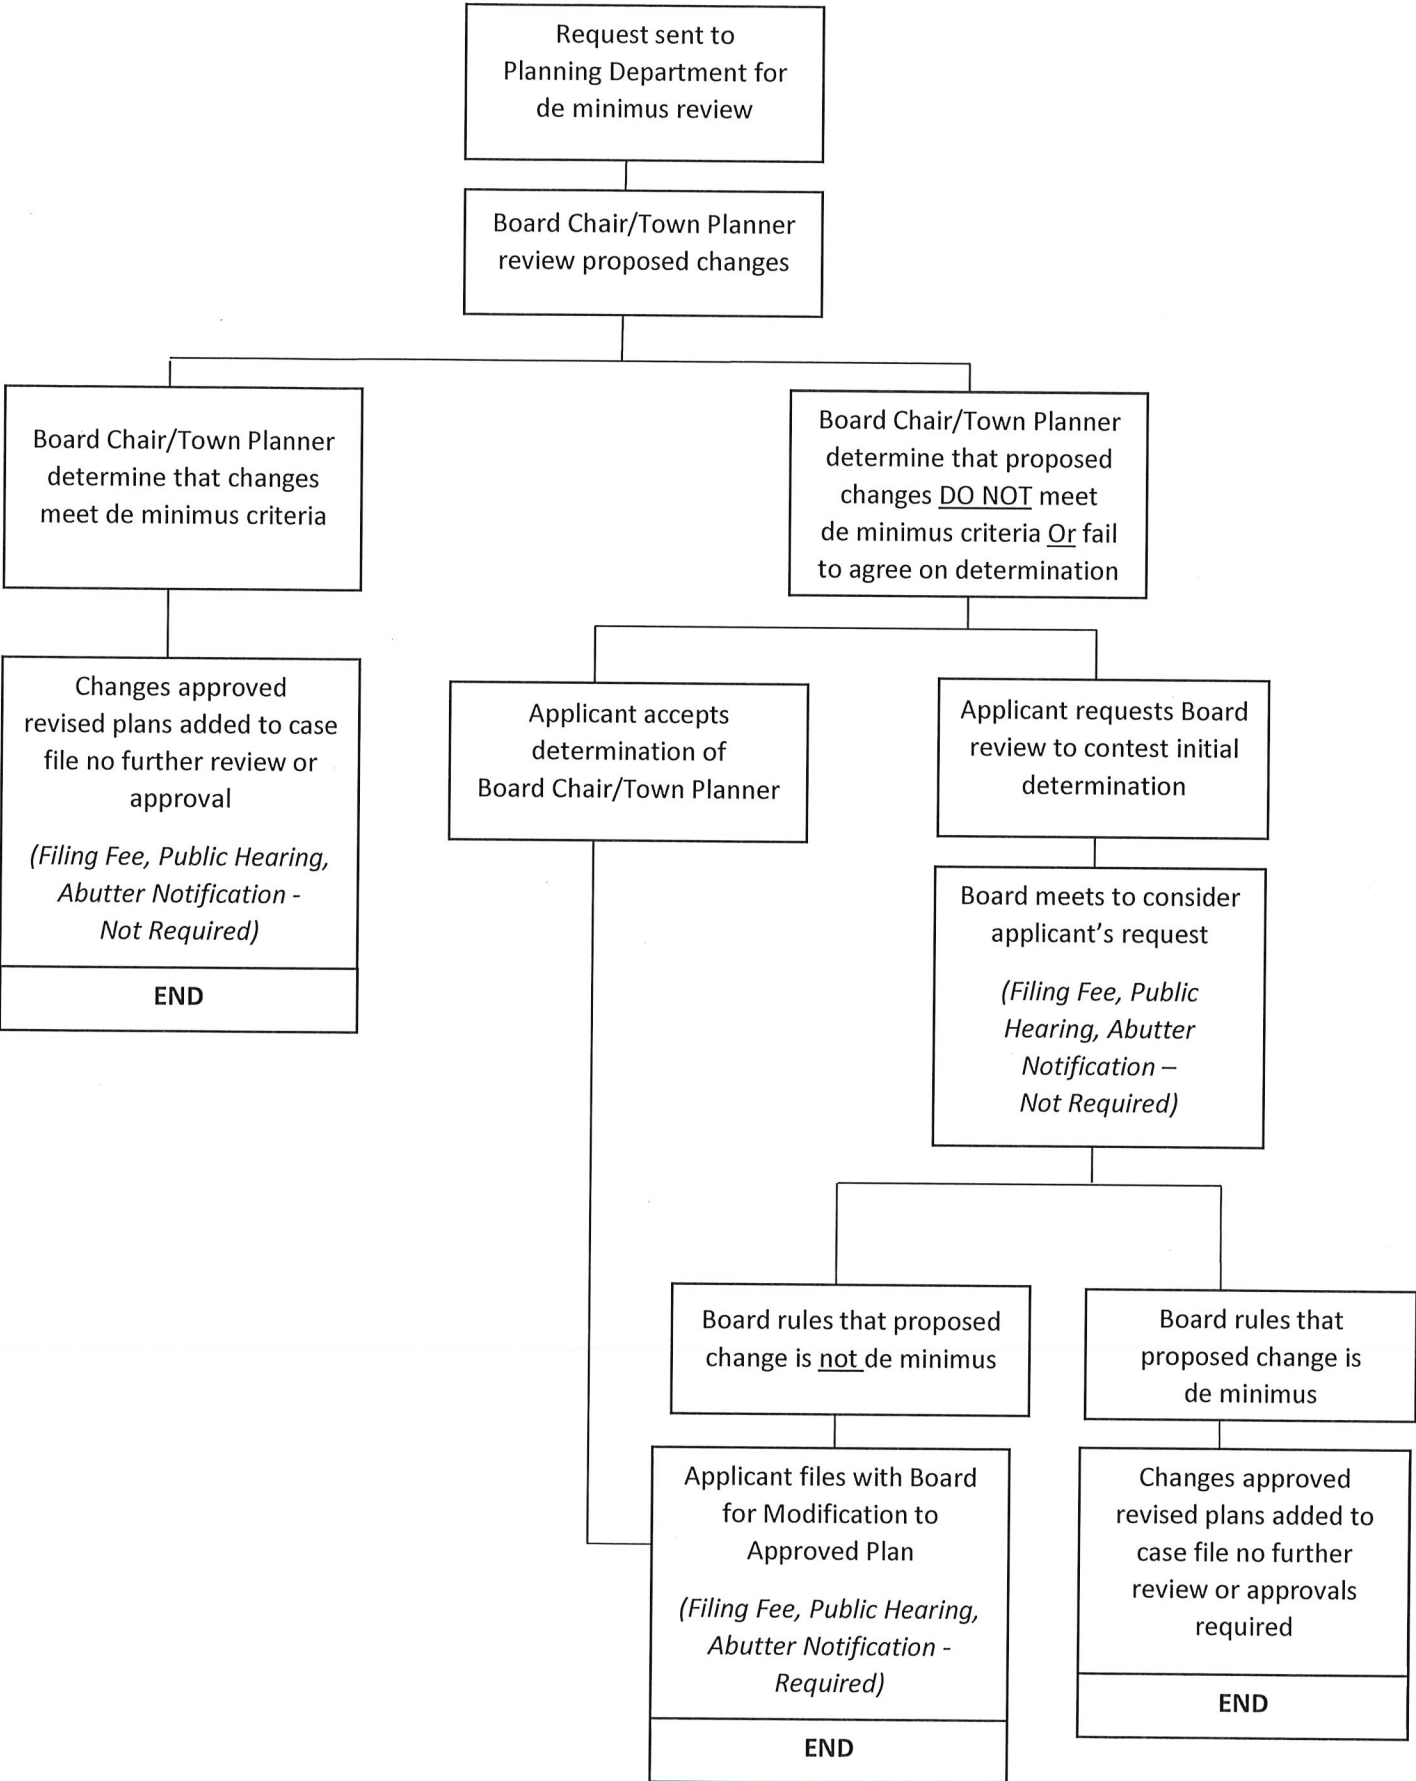 Request sent to
Planning Department for
de minimus review
Board Chair/Town Planner
review proposed changes
Board Chair/Town Planner
determine that changes
meet de minimus criteria
Board Chair/Town Planner
determine that proposed
changes DO NOT meet
de minimus criteria Or fail
to agree on determination
Changes approved
revised plans added to case
file no further review or
approval
(Filing Fee, Public Hearing,
Abutter Notification -
Not Required)
END
Applicant accepts
determination of
Board Chair/Town Planner
Applicant requests Board
review to contest initial
determination
Board meets to consider
applicant’s request
(Filing Fee, Public
Hearing, Abutter
Notification –
Not Required)
Board rules that proposed
change is not de minimus
Board rules that
proposed change is
de minimus
Applicant files with Board
for Modification to
Approved Plan
(Filing Fee, Public Hearing,
Abutter Notification -
Required)
END
Changes approved
revised plans added to
case file no further
review or approvals
required
END